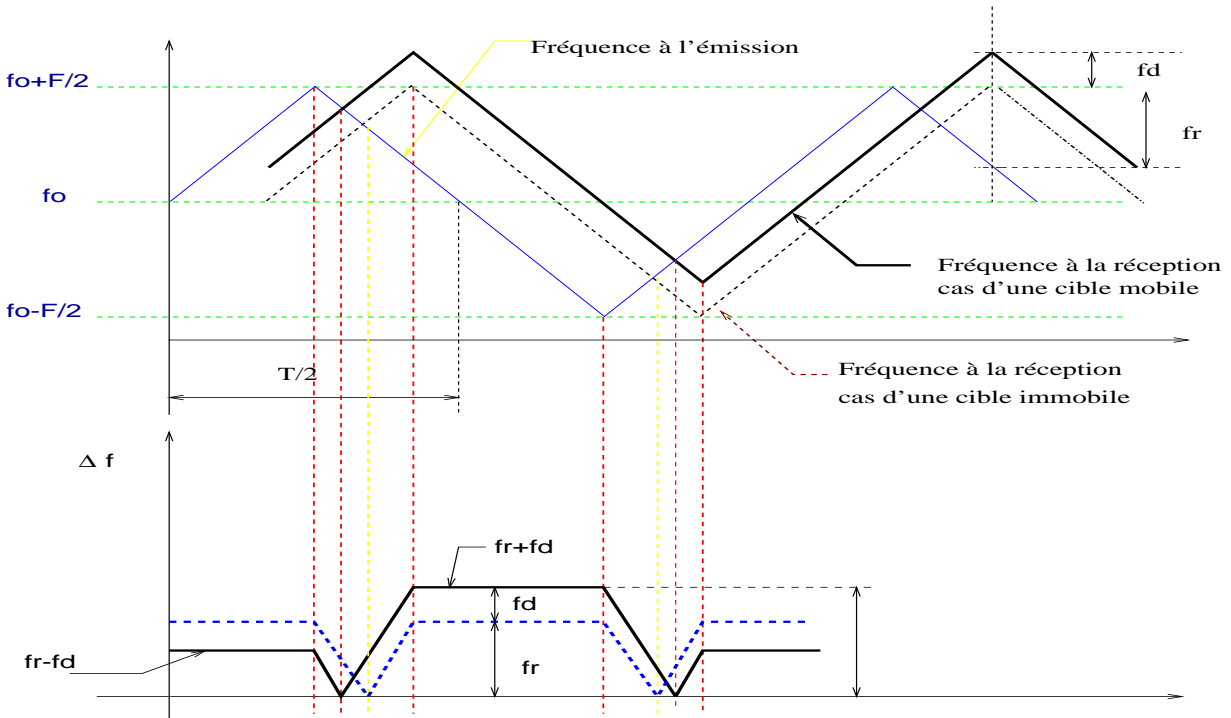 Fréquence à l'émission
fo+F/2
fd
fr
fo
Fréquence à la réception
cas d'une cible mobile
fo-F/2
T/2
Fréquence à la réception
cas d'une cible immobile
Δ f
fr+fd
fd
fr-fd
fr